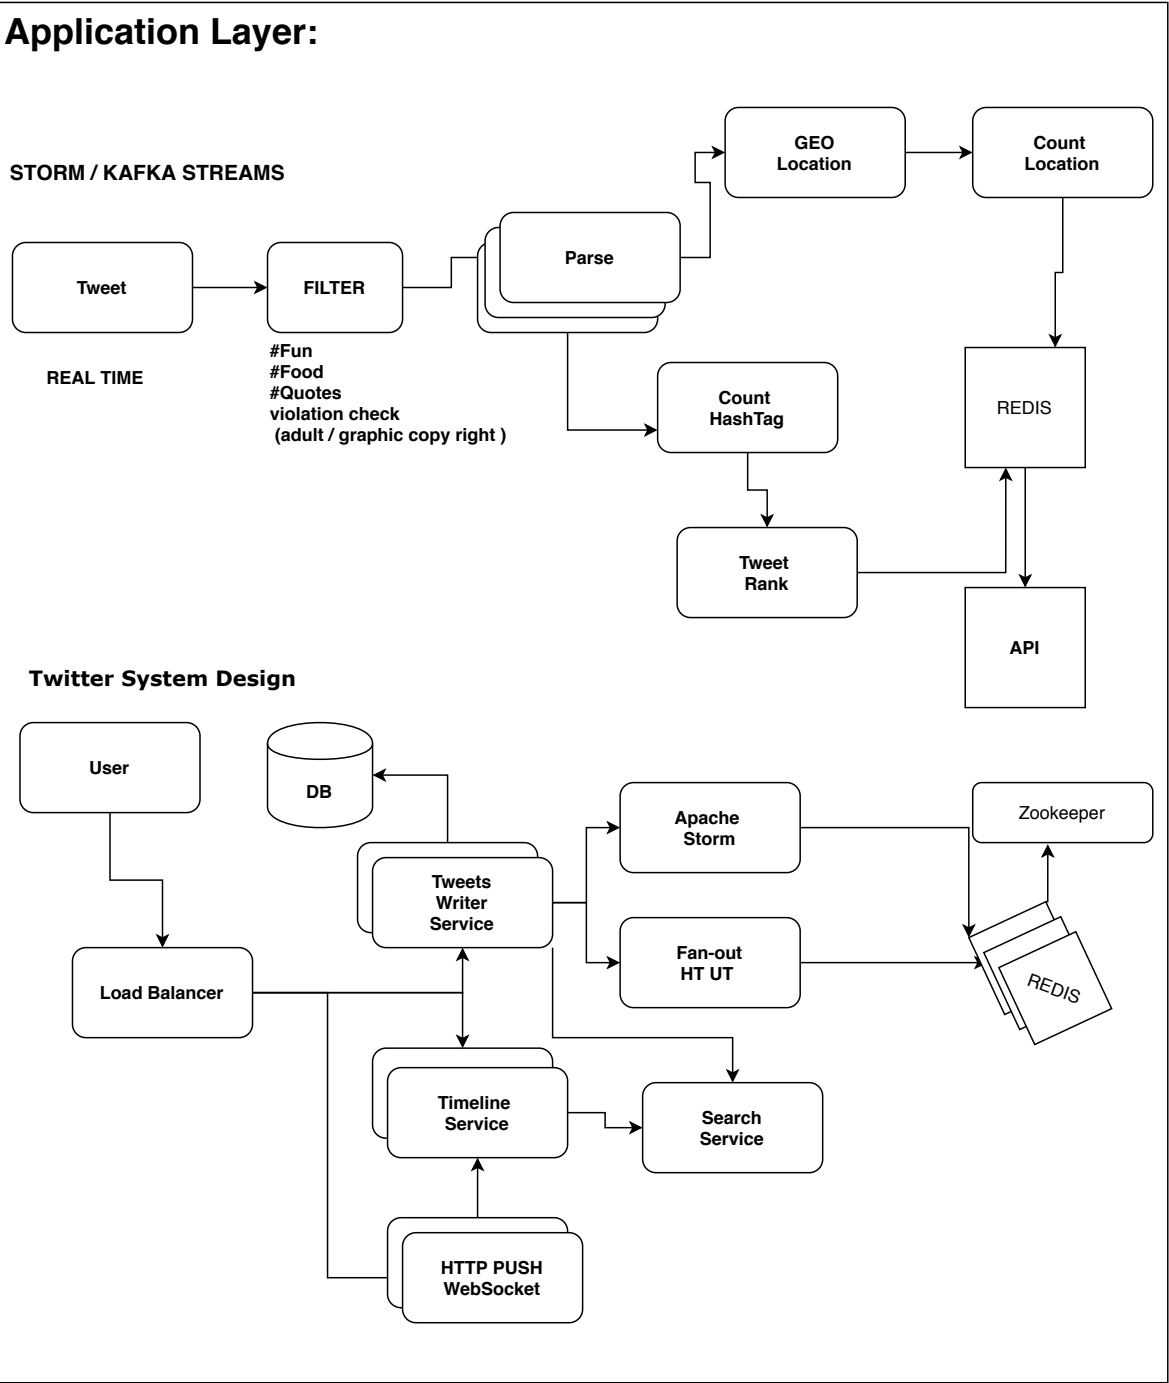 Application Layer:
GEO
Location
Count
Location
STORM / KAFKA STREAMS
Parse
Tweet
FILTER
#Fun
#Food
#Quotes
violation check
(adult / graphic copy right )
REAL TIME
Count
HashTag
REDIS
Tweet
Rank
API
Twitter System Design
User
DB
Apache
Storm
Zookeeper
Tweets
Writer
Service
Fan-out
HT UT
REDIS
Load Balancer
Timeline
Service
Search
Service
HTTP PUSH
WebSocket